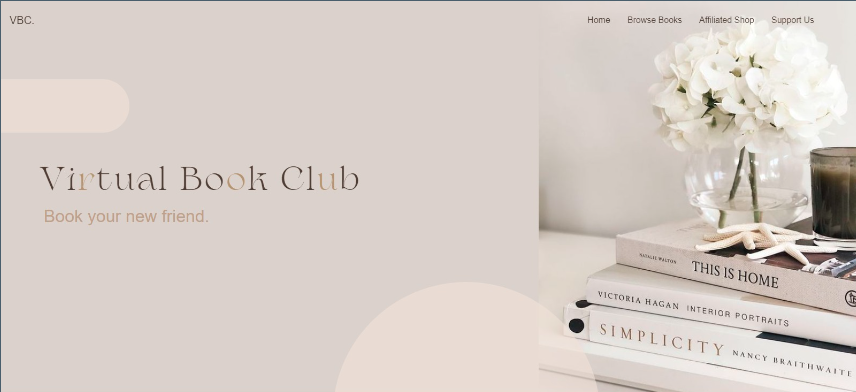 VBC.
Home Browse Books Affiliated Shop Support Us
Virtual Book Club
Book your new friend.
NATALIE WALTON THIS IS HOME
VICTORIA HAGAN INTERIOR PORTRAITS
SIMPLICITY NANCY BRAITHWAITE